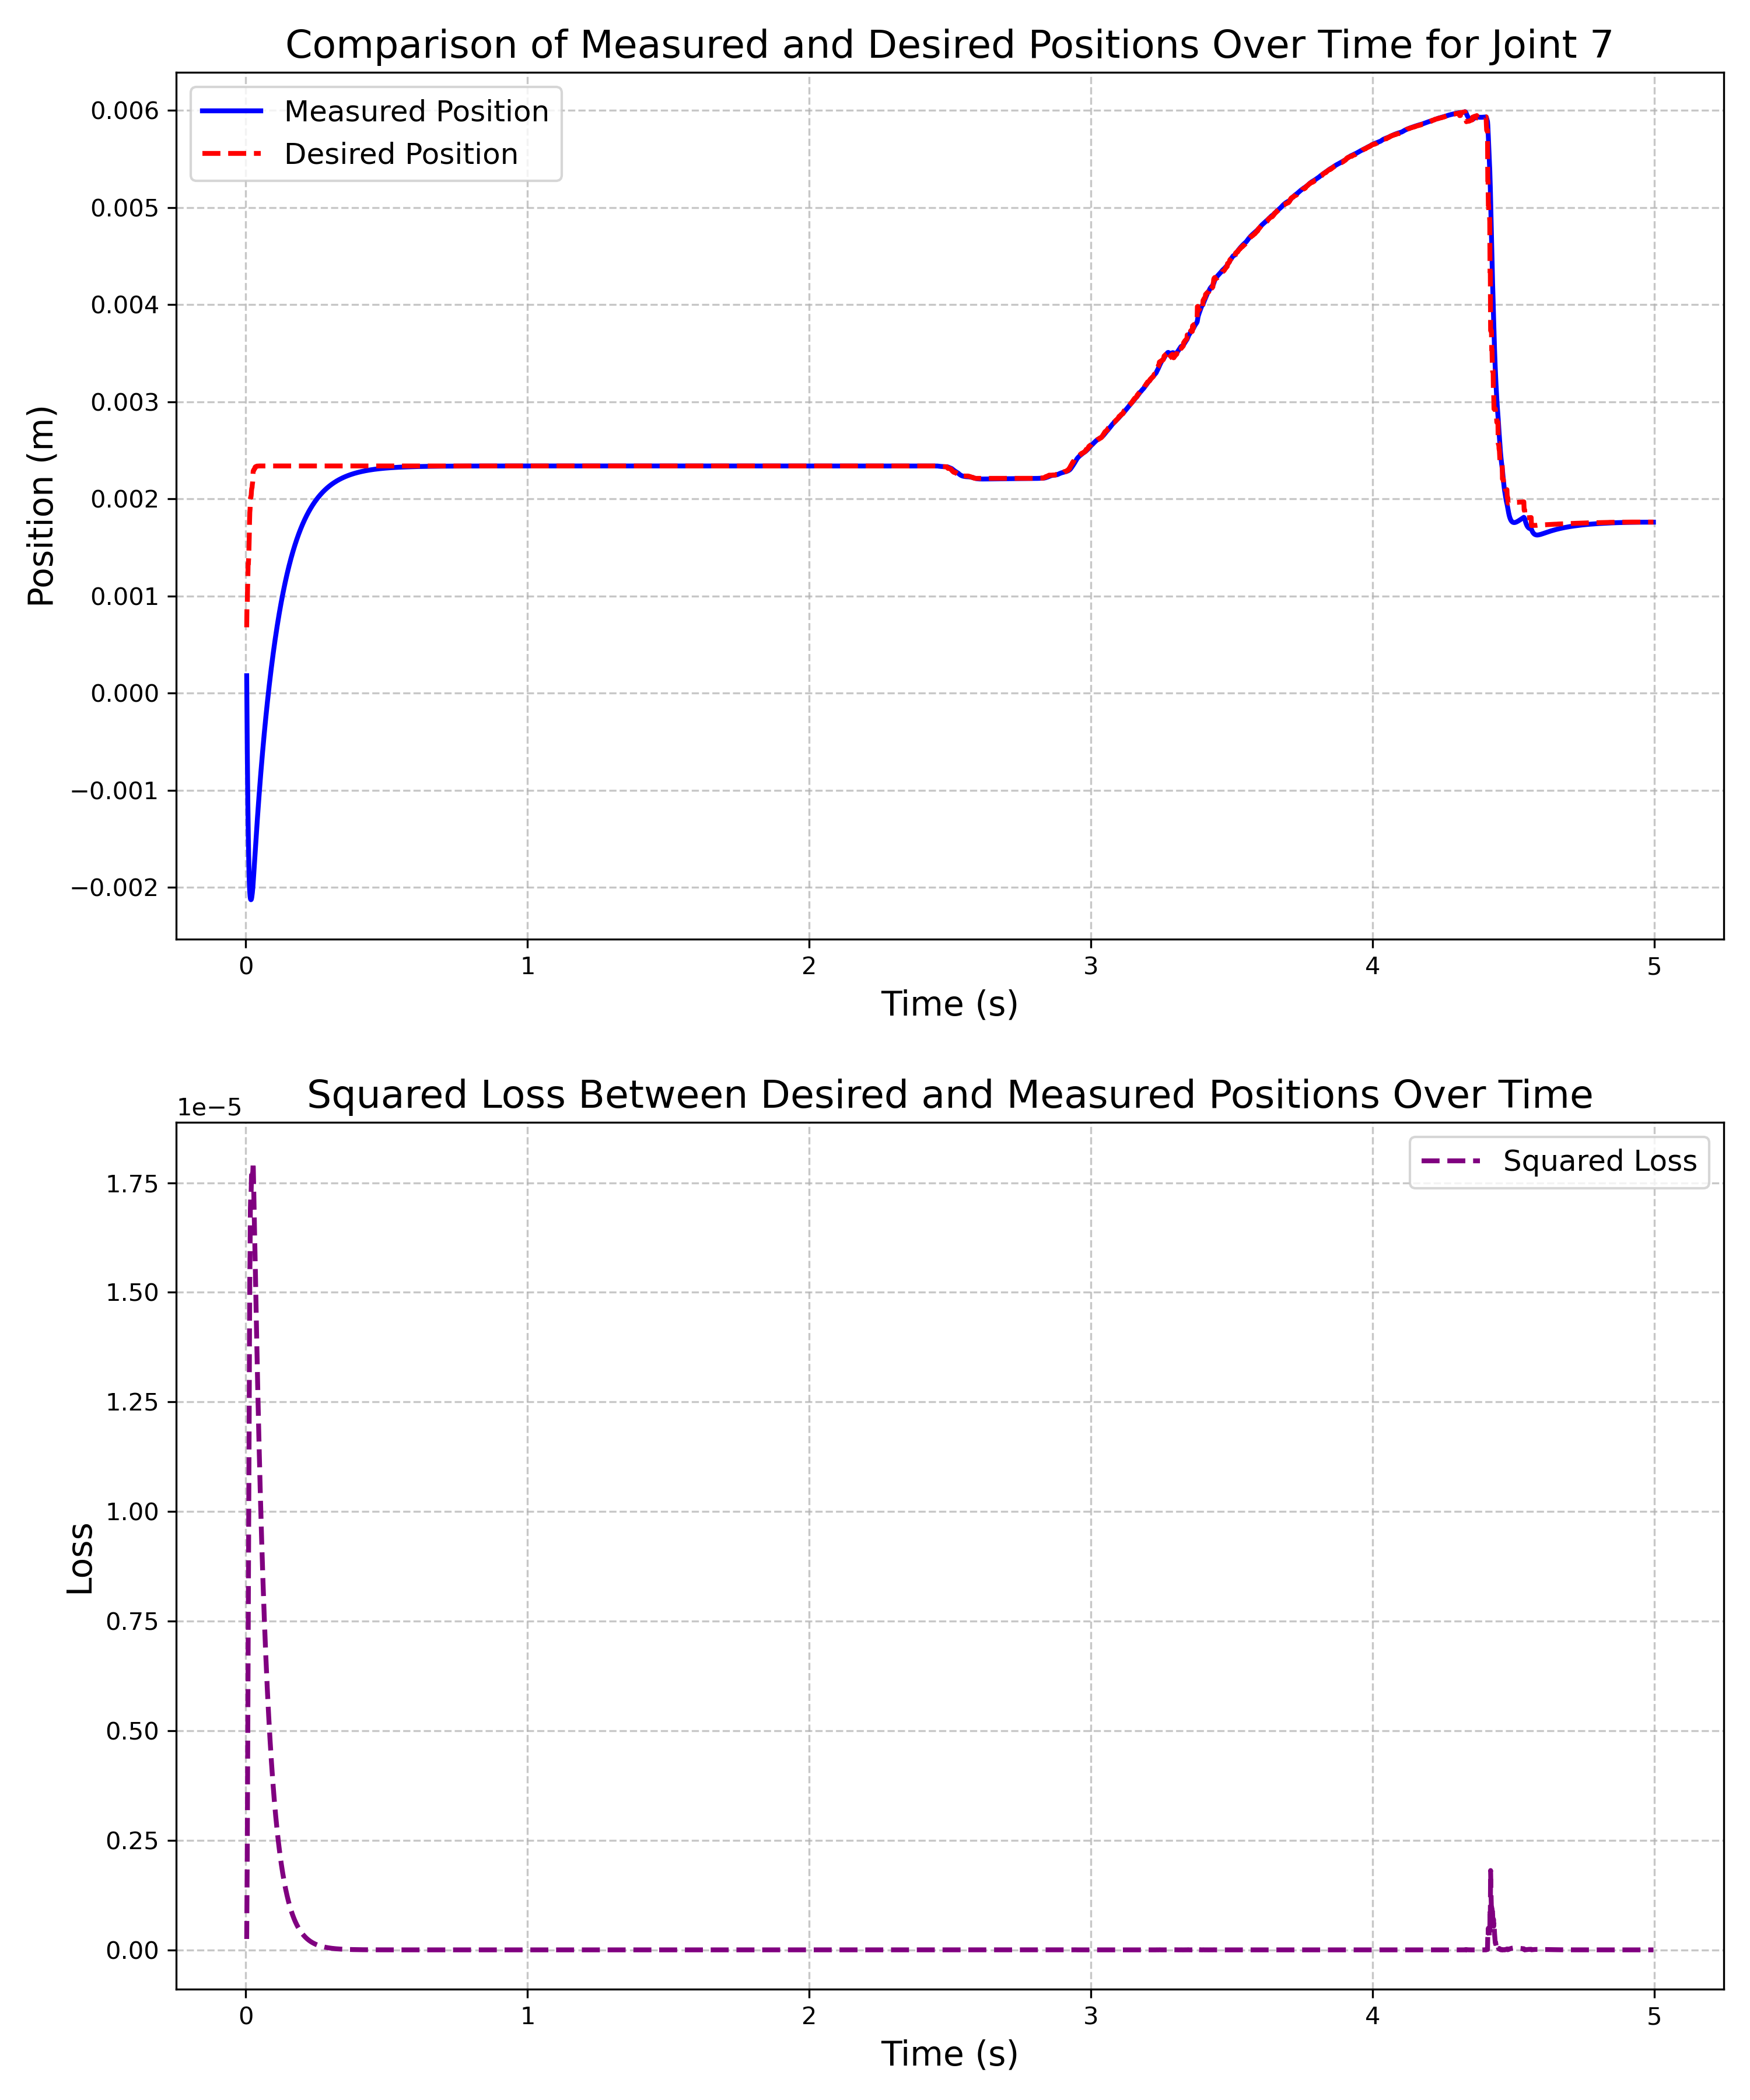 Comparison of Measured and Desired Positions Over Time for Joint 7
Measured Position
Desired Position
Position (m)
0.006
0.005
0.004
0.003
0.002
0.001
0.000
−0.001
−0.002
0 1 2 3 4 5
Time (s)
Squared Loss Between Desired and Measured Positions Over Time
1e−5
Squared Loss
Loss
1.75
1.50
1.25
1.00
0.75
0.50
0.25
0.00
0 1 2 3 4 5
Time (s)